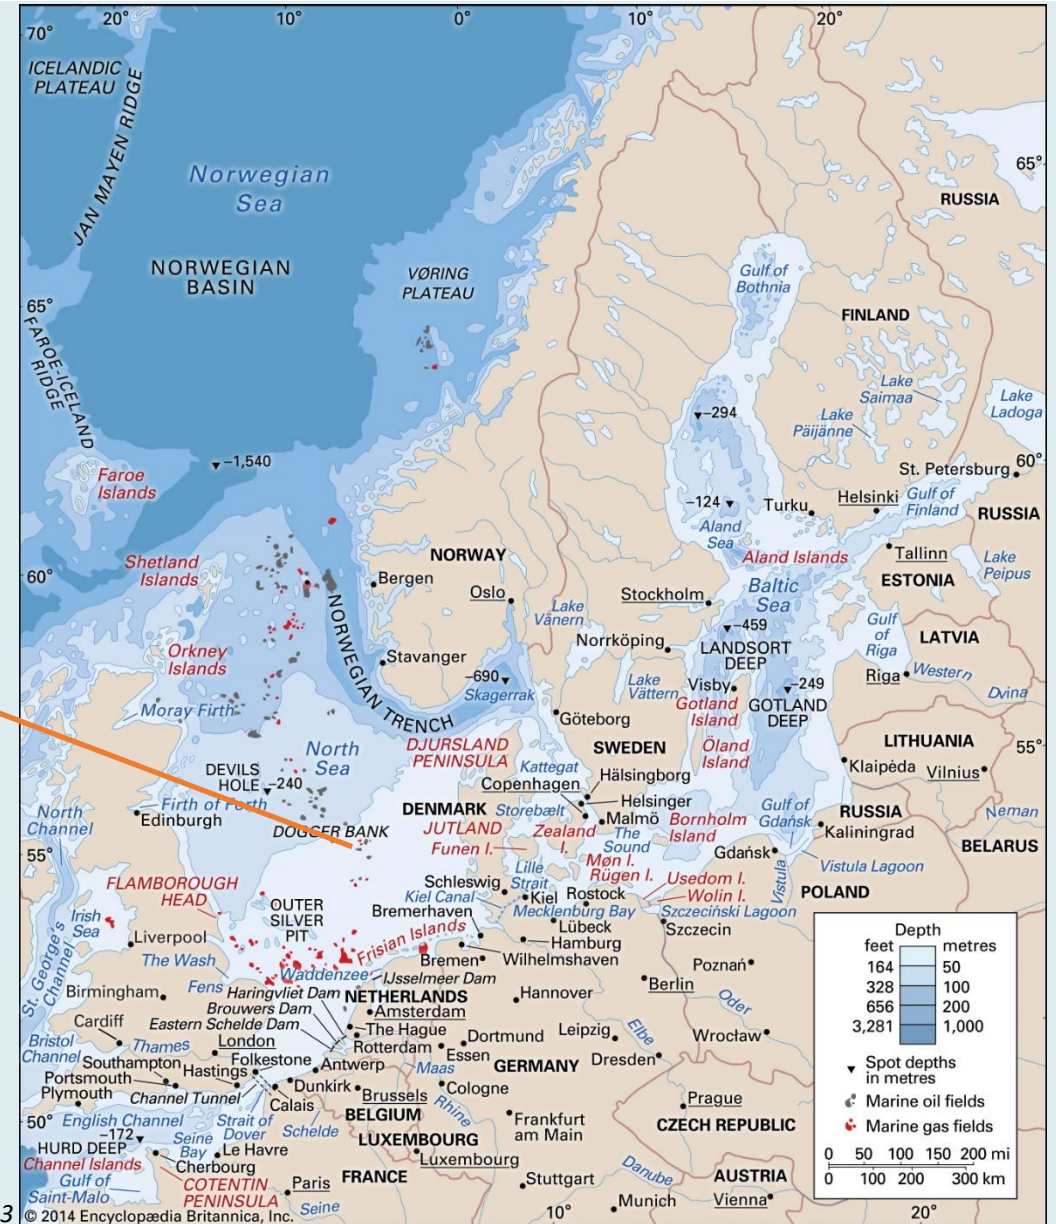 20°
10°
0°
10°
20°
70°
ICELANDIC
PLATEAU
JAN MAYEN RIDGE
Norwegian
Sea
65°
RUSSIA
NORWEGIAN
BASIN
VØRING
PLATEAU
Gulf of
Bothnia
65°
FINLAND
FAROE-ICELAND
RIDGE
Lake
Saimaa
Lake
Ladoga
Lake
Päijänne
–294
–1,540
60°
St. Petersburg
Faroe
Islands
–124
Turku
Helsinki
Gulf of
Finland
Aland
Sea
RUSSIA
NORWAY
Aland Islands
Tallinn
Shetland
Islands
Lake
Peipus
60°
Bergen
Oslo
Stockholm
Baltic
Sea
ESTONIA
NORWEGIAN TRENCH
Lake
Vänern
–459
Gulf
of
Riga
LATVIA
Norrköping
LANDSORT
DEEP
Orkney
Islands
Stavanger
–690
Skagerrak
Lake
Vättern
Visby
–249
Riga
Western
Dvina
Gotland
Island
GOTLAND
DEEP
Moray Firth
Göteborg
North
Sea
DJURSLAND
PENINSULA
SWEDEN
Öland
Island
LITHUANIA
55°
DEVILS
HOLE
–240
Kattegat
Hälsingborg
Klaipėda
Vilnius
Copenhagen
North
Channel
Firth of Forth
Edinburgh
DENMARK
Storebælt
Helsinger
Malmö
Gulf of
Gdańsk
RUSSIA
Neman
DOGGER BANK
JUTLAND
Funen I.
Zealand
I.
The
Sound
Bornholm
Island
Kaliningrad
BELARUS
55°
Lille
Strait
Møn I.
Rügen I.
Gdańsk
Vistula Lagoon
FLAMBOROUGH
HEAD
Schleswig
Kiel Canal
Kiel
Rostock
Usedom I.
Wolin I.
Vistula
POLAND
Irish
Sea
OUTER
SILVER
PIT
Bremerhaven
Mecklenburg Bay
Szczeciński Lagoon
St. George's
Channel
Liverpool
Frisian Islands
Lübeck
Hamburg
Szczecin
The Wash
Waddenzee
Bremen
Wilhelmshaven
Fens
IJsselmeer Dam
Poznań
Birmingham
Haringvliet Dam
NETHERLANDS
Hannover
Berlin
Brouwers Dam
Amsterdam
Oder
Cardiff
Eastern Schelde Dam
The Hague
Dortmund
Leipzig
Elbe
Wrocław
Bristol
Channel
Thames
London
Rotterdam
Essen
Dresden
Southampton
Folkestone
Antwerp
Maas
GERMANY
Portsmouth
Hastings
Dunkirk
Brussels
Cologne
Plymouth
Channel Tunnel
Calais
Prague
50°
English Channel
Strait of
Dover
Schelde
BELGIUM
Rhine
Frankfurt
am Main
CZECH REPUBLIC
–172
HURD DEEP
Seine
Bay
Le Havre
LUXEMBOURG
Luxembourg
Channel Islands
Cherbourg
Danube
AUSTRIA
Gulf of
Saint-Malo
COTENTIN
PENINSULA
Paris
Seine
FRANCE
Stuttgart
Munich
Vienna
Depth
feet metres
164 50
328 100
656 200
3,281 1,000
Spot depths
in metres
Marine oil fields
Marine gas fields
0 50 100 150 200 mi
0 100 200 300 km
3 © 2014 Encyclopædia Britannica, Inc.
10°
20°